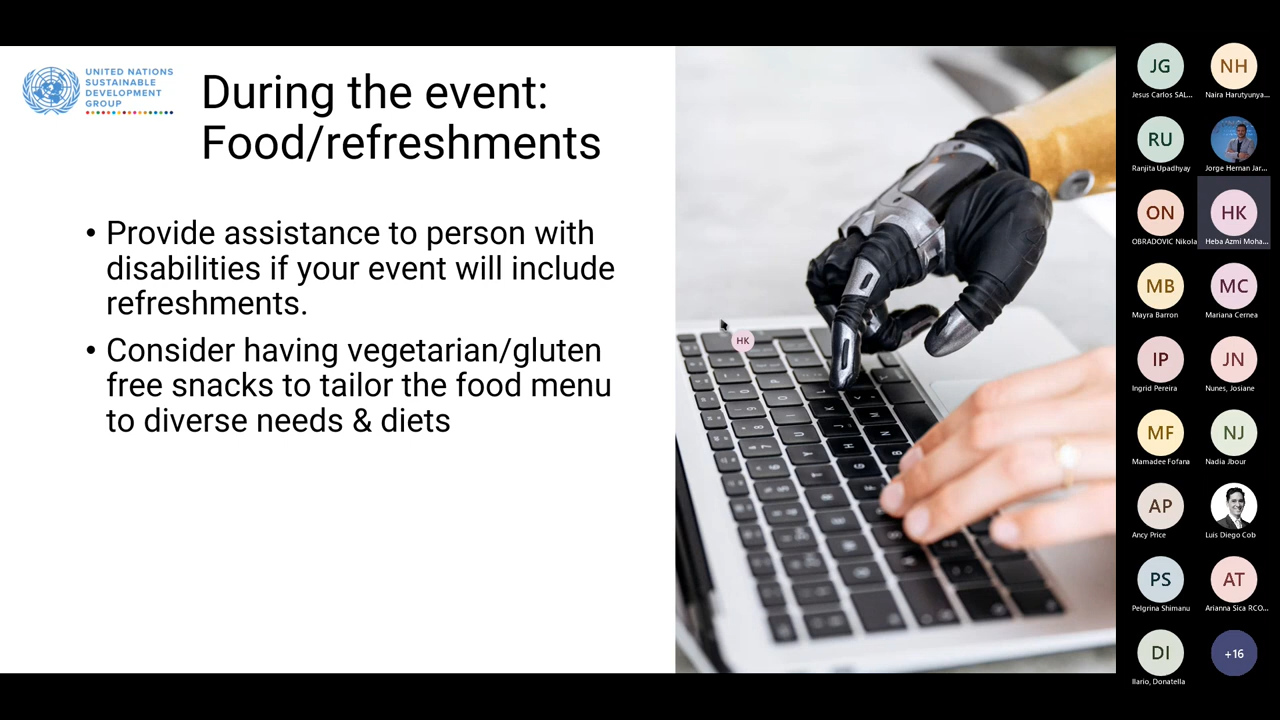 UNITED NATIONS
SUSTAINABLE
DEVELOPMENT
GROUP
During the event:
Food/refreshments
• Provide assistance to person with
disabilities if your event will include
refreshments.
• Consider having vegetarian/gluten
free snacks to tailor the food menu
to diverse needs & diets
HK
JG
Jesus Carlos SAL...
NH
Naira Harutyunya...
RU
Ranjita Upadhyay
Jorge Hernan Jar...
ON
OBRADOVIC Nikola
HK
Heba Azmi Moha...
MB
Mayra Barron
MC
Mariana Cernea
IP
Ingrid Pereira
JN
Nunes, Josiane
MF
Mamadee Fofana
NJ
Nadia Jbour
AP
Ancy Price
Luis Diego Cob
PS
Pelgrina Shimanu
AT
Arianna Sica RCO...
DI
Ilario, Donatella
+16